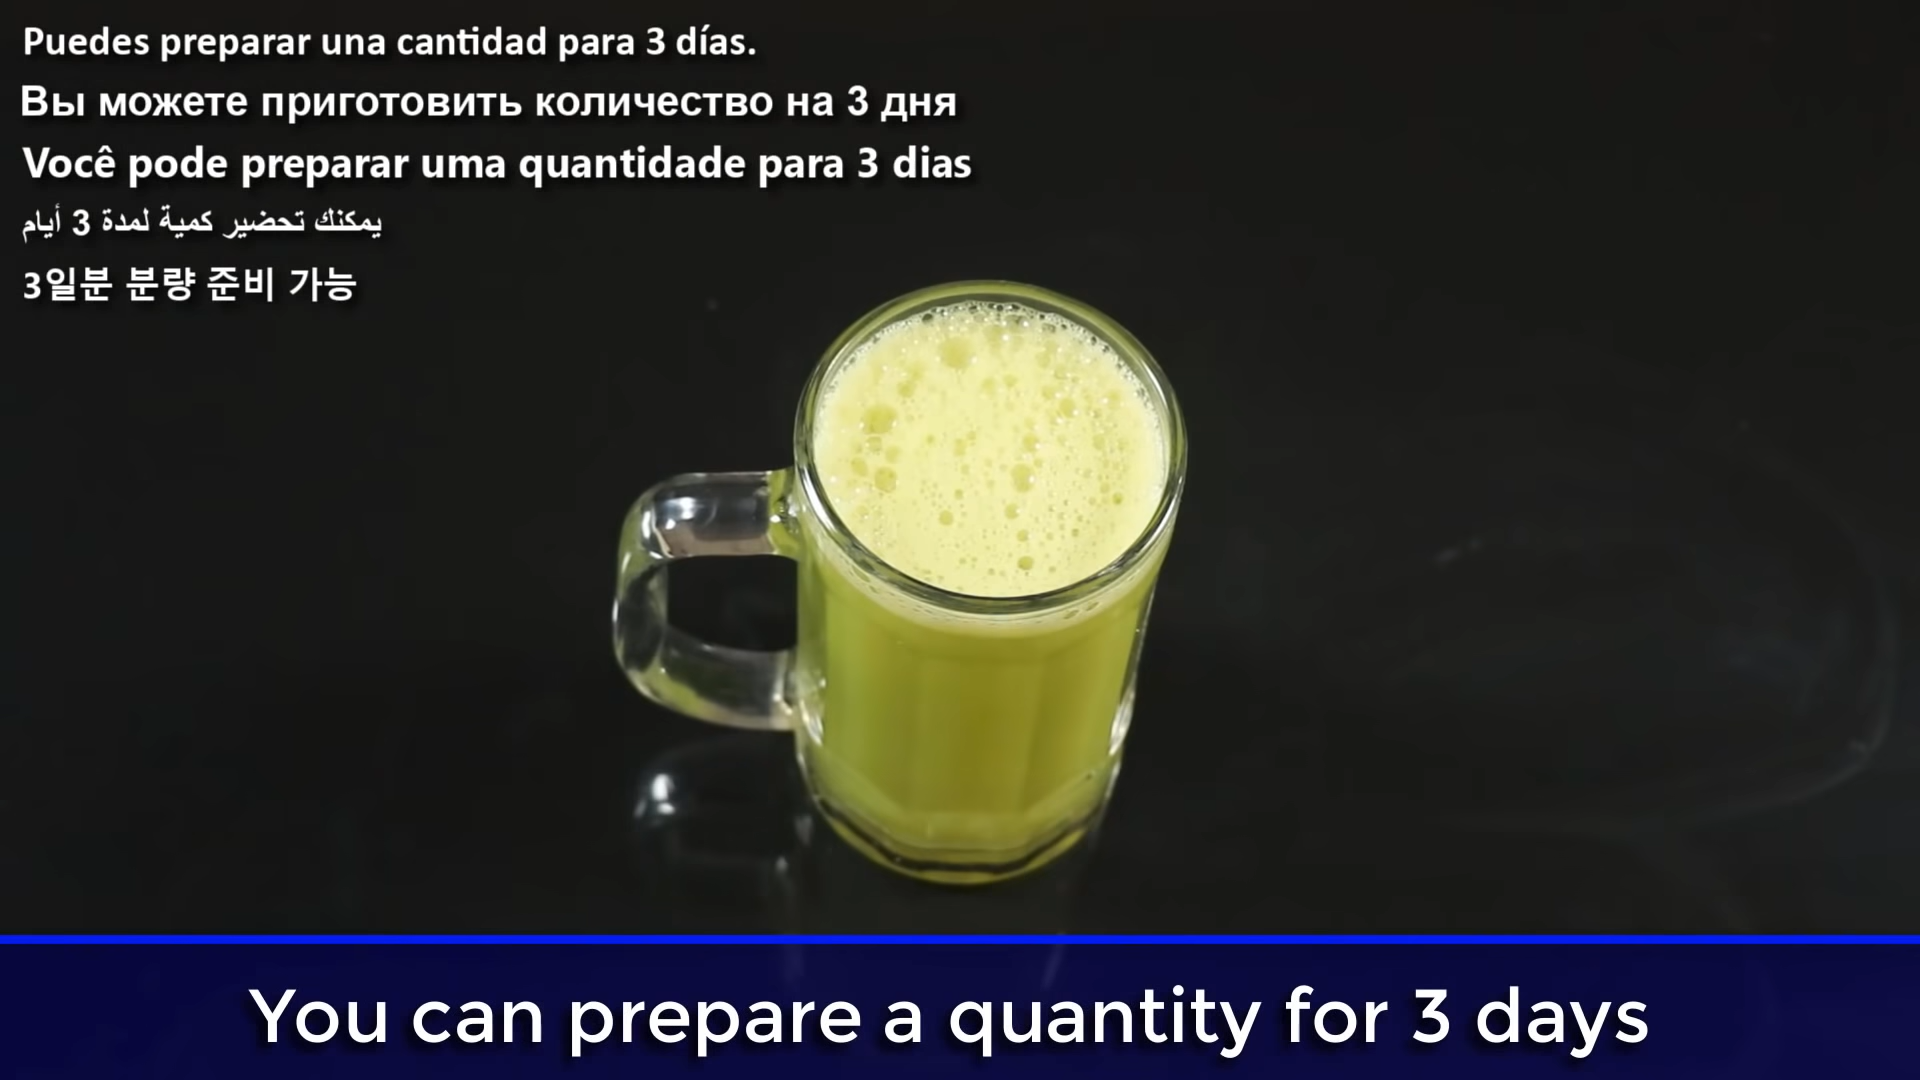 Puedes preparar una cantidad para 3 días.
Вы можете приготовить количество на 3 дня
Você pode preparar uma quantidade para 3 dias
يمكنك تحضير كمية لمدة 3 أيام
3일분 분량 준비 가능
You can prepare a quantity for 3 days